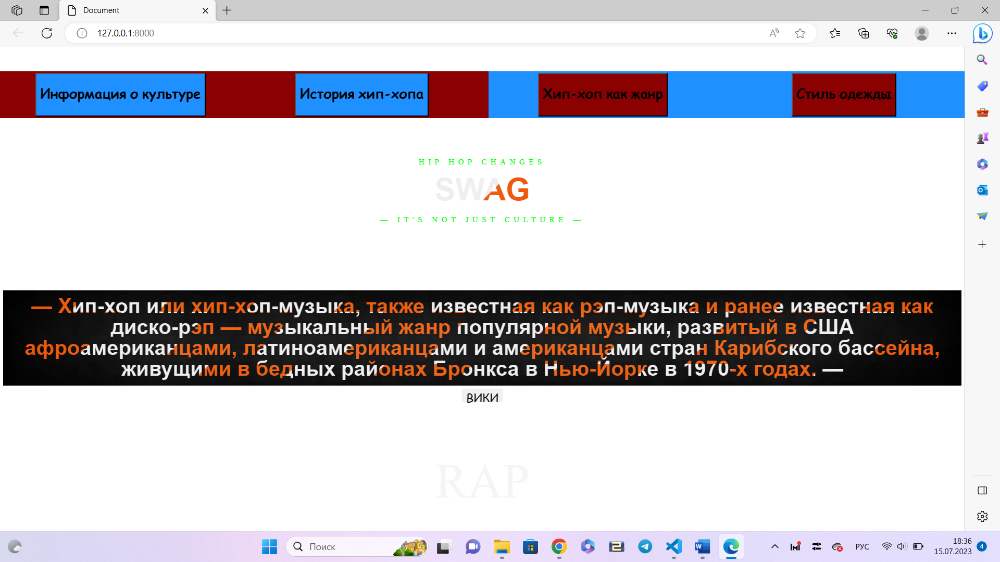 Document
127.0.0.1:8000
Информация о культуре
История хип-хопа
Хип-хоп как жанр
Стиль одежды
HIP HOP CHANGES
SWAG
— IT'S NOT JUST CULTURE —
— Хип-хоп или хип-хоп-музыка, также известная как рэп-музыка и ранее известная как
диско-рэп — музыкальный жанр популярной музыки, развитый в США
афроамериканцами, латиноамериканцами и американцами стран Карибского бассейна,
живущими в бедных районах Бронкса в Нью-Йорке в 1970-х годах. —
ВИКИ
RAP
Поиск
РУС
18:36
15.07.2023
4